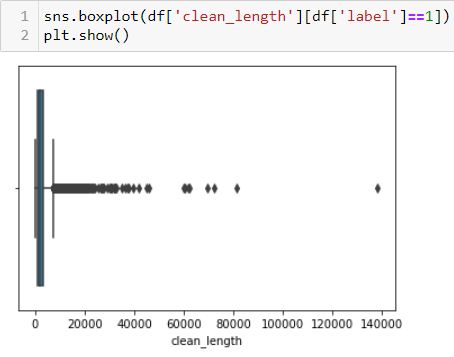 1 sns.boxplot(df['clean_length'][df['label']==1])
2 plt.show()
0 20000 40000 60000 80000 100000 120000 140000
clean_length